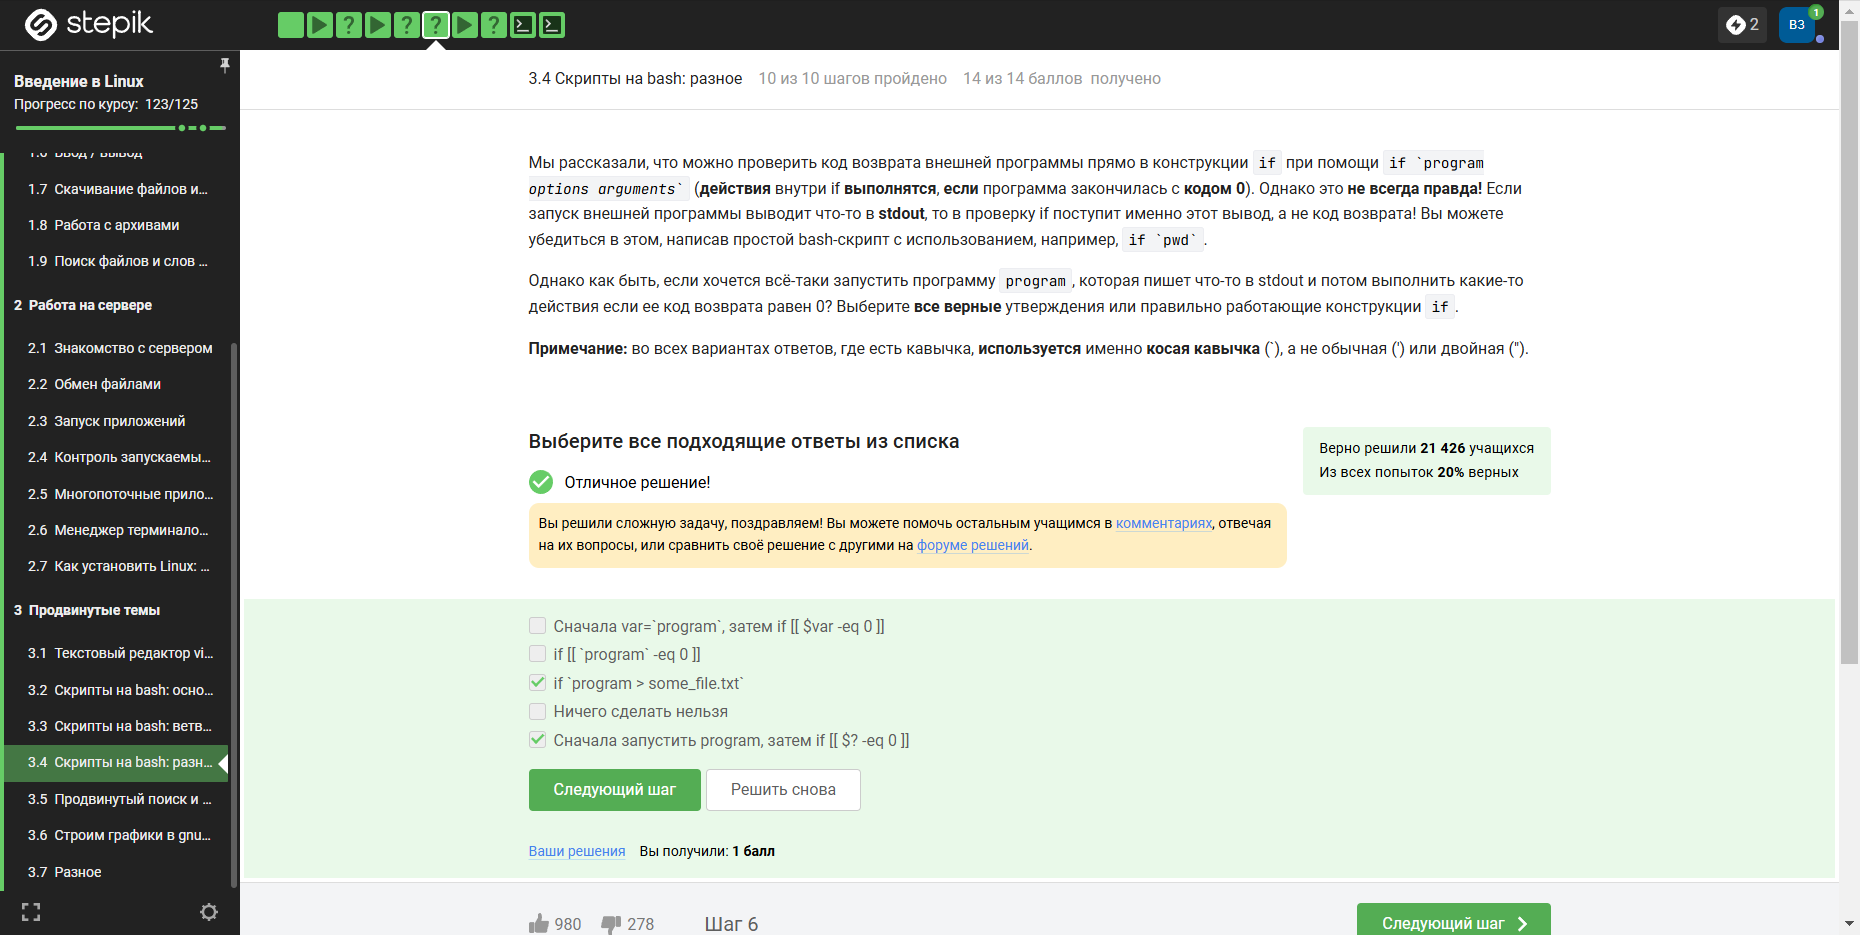 stepik
2
ВЗ
1
Введение в Linux
Прогресс по курсу: 123/125
1.6 Ввод / Вывод
1.7 Скачивание файлов и...
1.8 Работа с архивами
1.9 Поиск файлов и слов ...
2 Работа на сервере
2.1 Знакомство с сервером
2.2 Обмен файлами
2.3 Запуск приложений
2.4 Контроль запускаемы...
2.5 Многопоточные прило...
2.6 Менеджер терминало...
2.7 Как установить Linux: ...
3 Продвинутые темы
3.1 Текстовый редактор vi...
3.2 Скрипты на bash: осно...
3.3 Скрипты на bash: ветв...
3.4 Скрипты на bash: разн...
3.5 Продвинутый поиск и ...
3.6 Строим графики в gnu...
3.7 Разное
3.4 Скрипты на bash: разное 10 из 10 шагов пройдено 14 из 14 баллов получено
Мы рассказали, что можно проверить код возврата внешней программы прямо в конструкции if при помощи if `program
options arguments` (действия внутри if выполнятся, если программа закончилась с кодом 0). Однако это не всегда правда! Если
запуск внешней программы выводит что-то в stdout, то в проверку if поступит именно этот вывод, а не код возврата! Вы можете
убедиться в этом, написав простой bash-скрипт с использованием, например, if `pwd`.
Однако как быть, если хочется всё-таки запустить программу program, которая пишет что-то в stdout и потом выполнить какие-то
действия если ее код возврата равен 0? Выберите все верные утверждения или правильно работающие конструкции if.
Примечание: во всех вариантах ответов, где есть кавычка, используется именно косая кавычка (`), а не обычная (') или двойная (").
Выберите все подходящие ответы из списка
Верно решили 21 426 учащихся
Из всех попыток 20% верных
Отличное решение!
Вы решили сложную задачу, поздравляем! Вы можете помочь остальным учащимся в комментариях, отвечая
на их вопросы, или сравнить своё решение с другими на форуме решений.
Сначала var=`program`, затем if [[ $var -eq 0 ]]
if [[ `program` -eq 0 ]]
if `program > some_file.txt`
Ничего сделать нельзя
Сначала запустить program, затем if [[ $? -eq 0 ]]
Следующий шаг Решить снова
Ваши решения Вы получили: 1 балл
980 278 Шаг 6 Следующий шаг